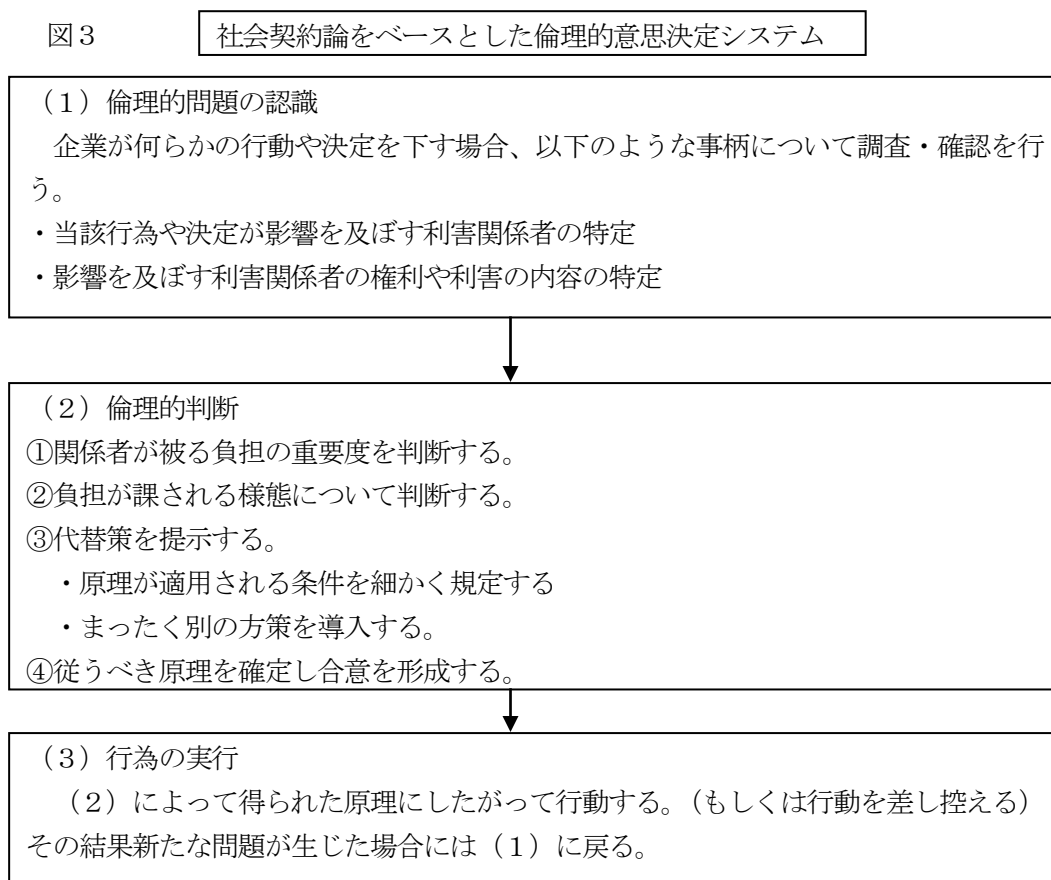 図3 社会契約論をベースとした倫理的意思決定システム
(1)倫理的問題の認識
企業が何らかの行動や決定を下す場合、以下のような事柄について調査・確認を行
う。
・当該行為や決定が影響を及ぼす利害関係者の特定
・影響を及ぼす利害関係者の権利や利害の内容の特定
(2)倫理的判断
①関係者が被る負担の重要度を判断する。
②負担が課される様態について判断する。
③代替策を提示する。
・原理が適用される条件を細かく規定する
・まったく別の方策を導入する。
④従うべき原理を確定し合意を形成する。
(3)行為の実行
(2)によって得られた原理にしたがって行動する。(もしくは行動を差し控える)
その結果新たな問題が生じた場合には(1)に戻る。